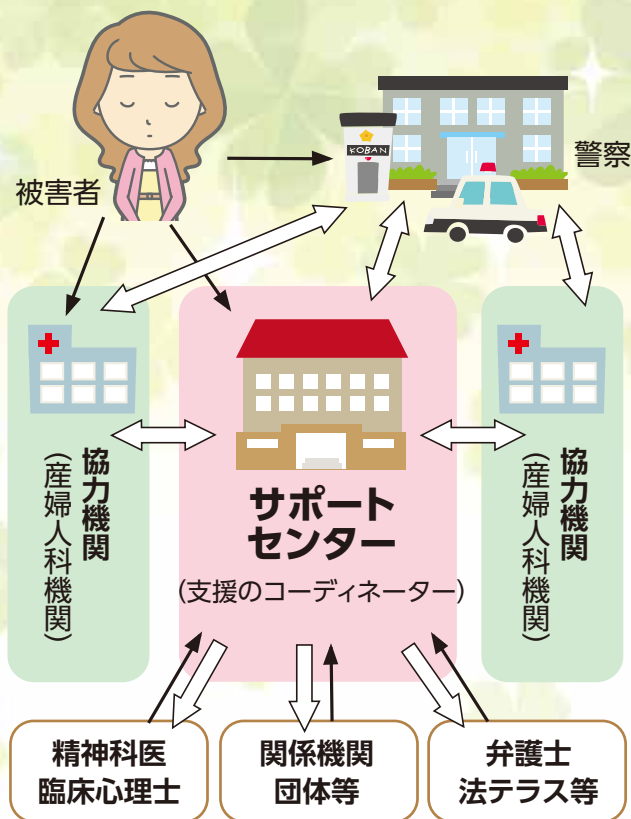 被害者
KOBAN
警察
協力機関
（産婦人科機関）
サポート
センター
(支援のコーディネーター)
協力機関
（産婦人科機関）
精神科医
臨床心理士
関係機関
団体等
弁護士
法テラス等